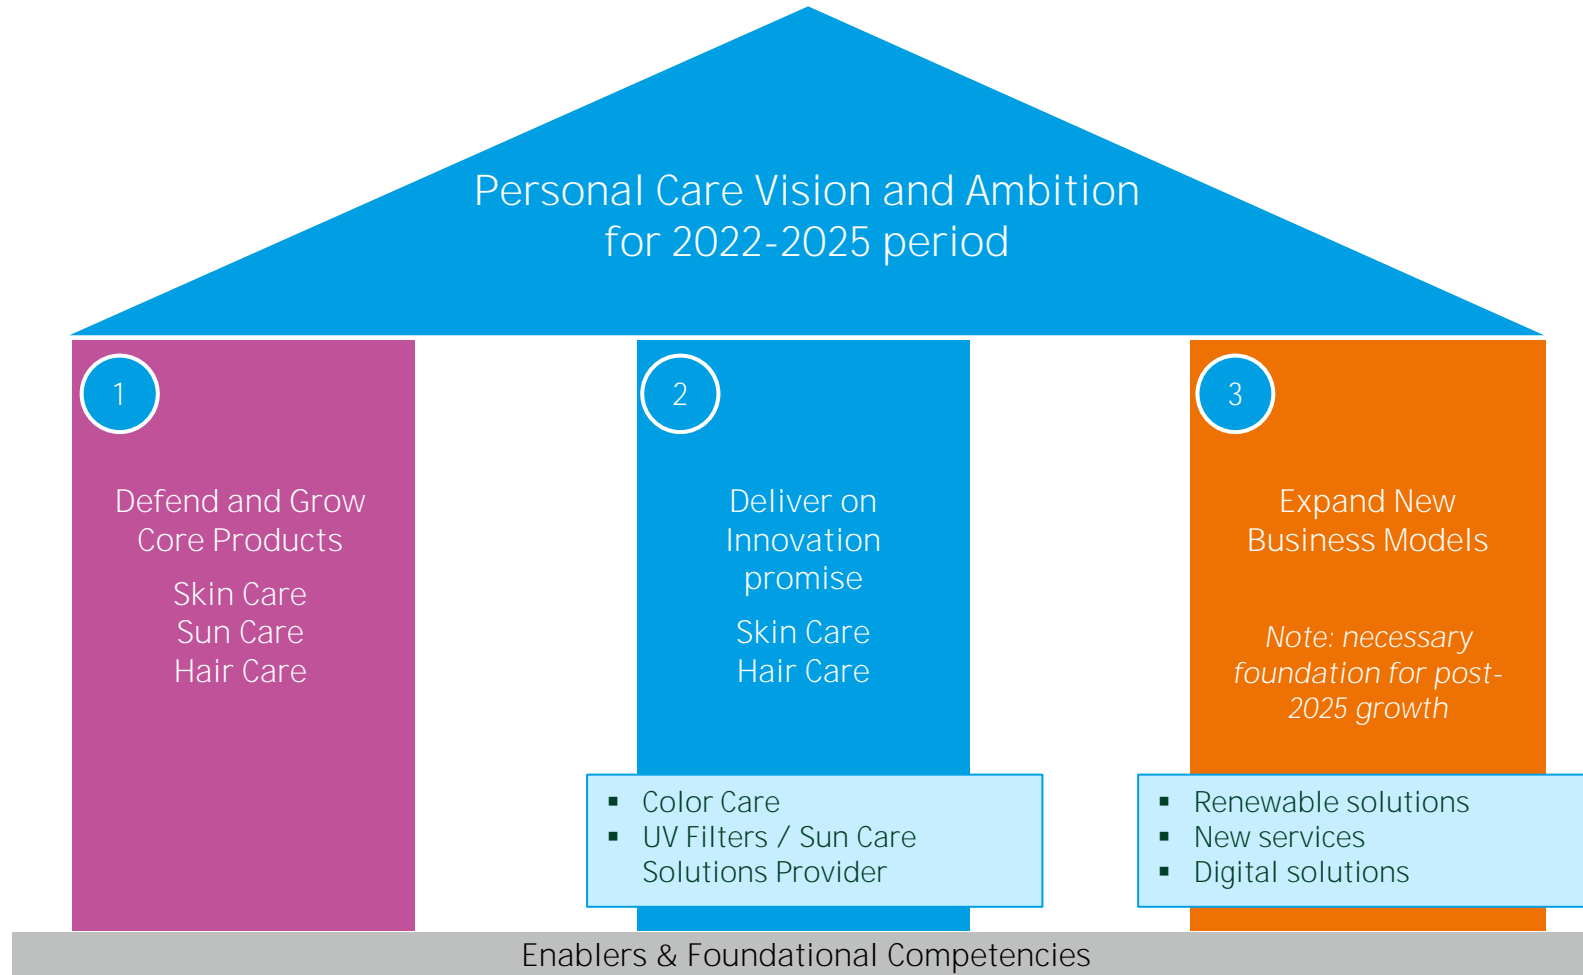 Personal Care Vision and Ambition
for 2022-2025 period
1
Defend and Grow
Core Products
Skin Care
Sun Care
Hair Care
2
Deliver on
Innovation
promise
Skin Care
Hair Care
▪ Color Care
▪ UV Filters / Sun Care
Solutions Provider
3
Expand New
Business Models
Note: necessary
foundation for post-
2025 growth
▪ Renewable solutions
▪ New services
▪ Digital solutions
Enablers & Foundational Competencies